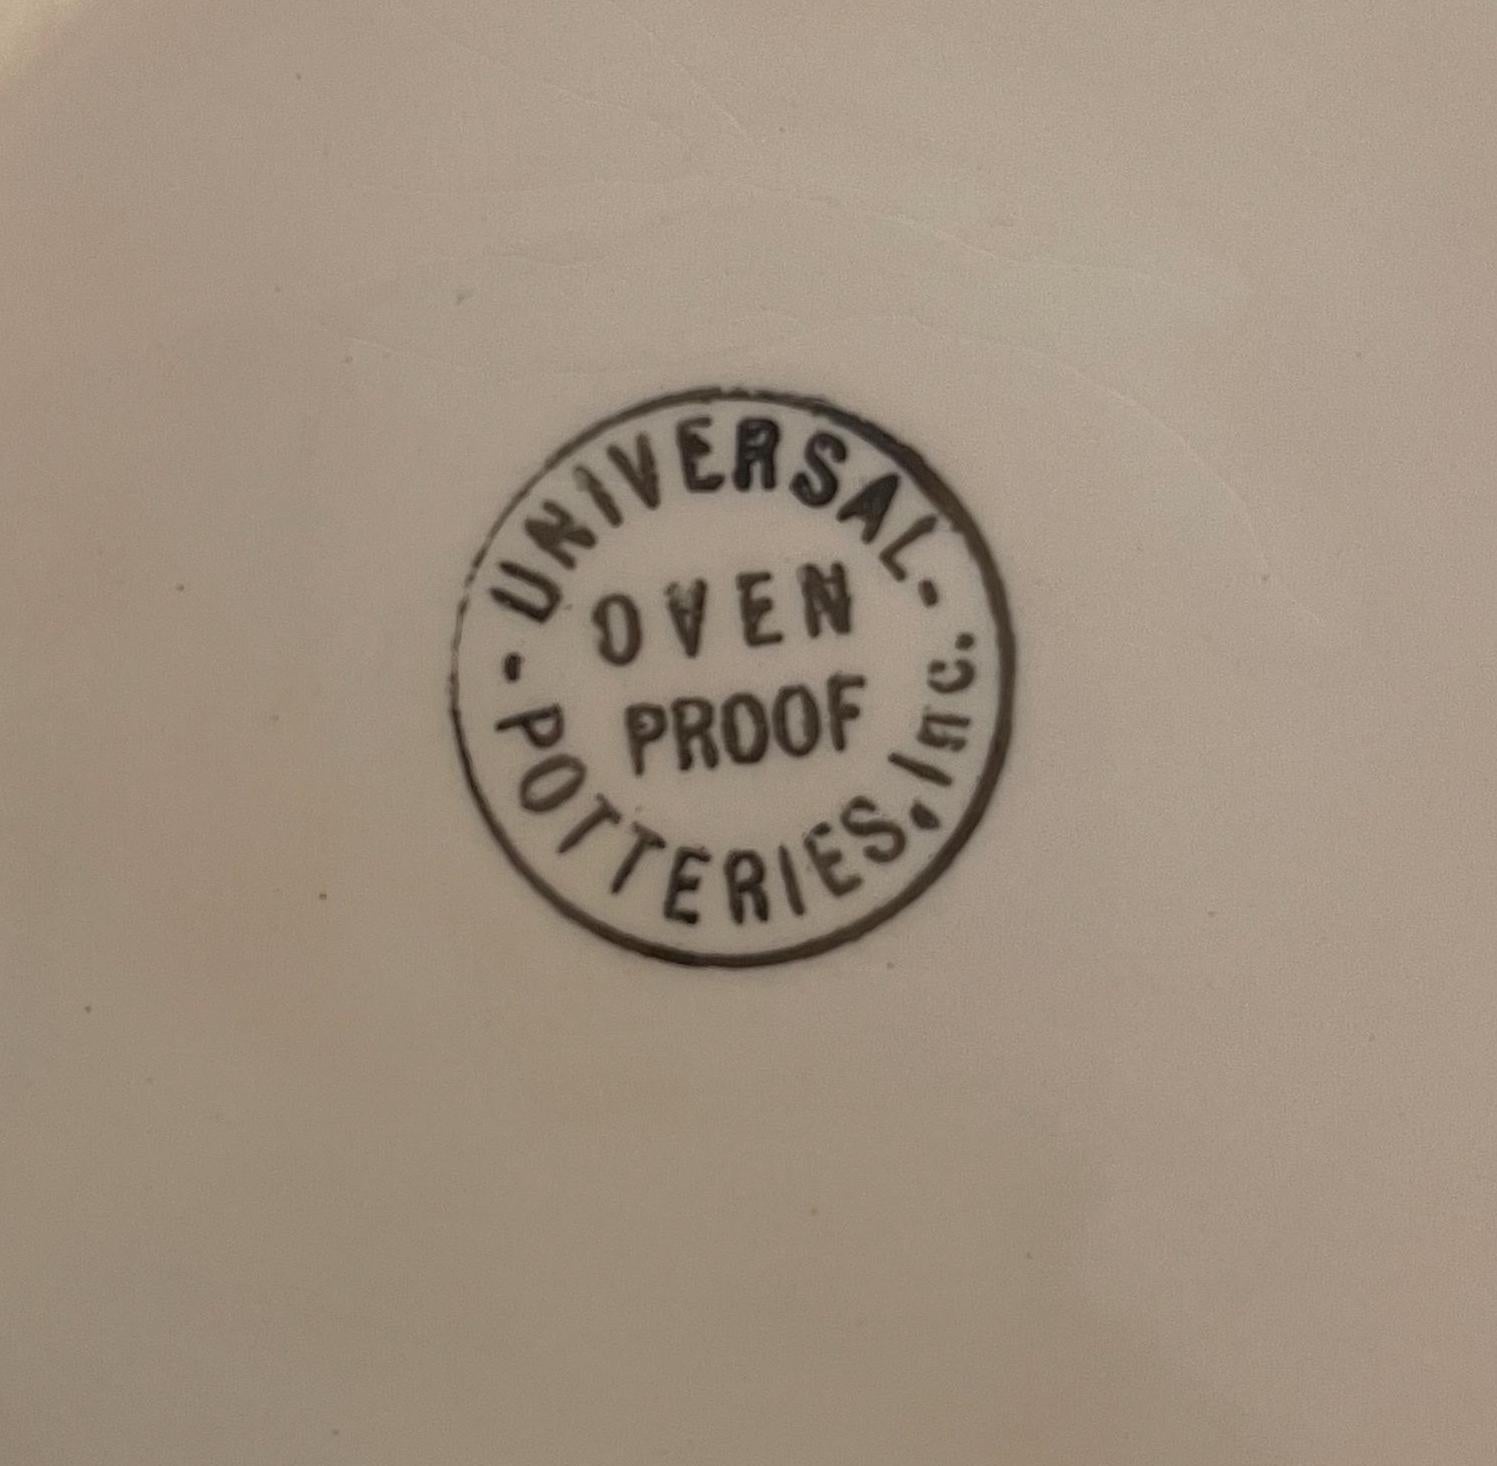 - UNIVERSAL -
OVEN
PROOF
POTTERIES, Inc.